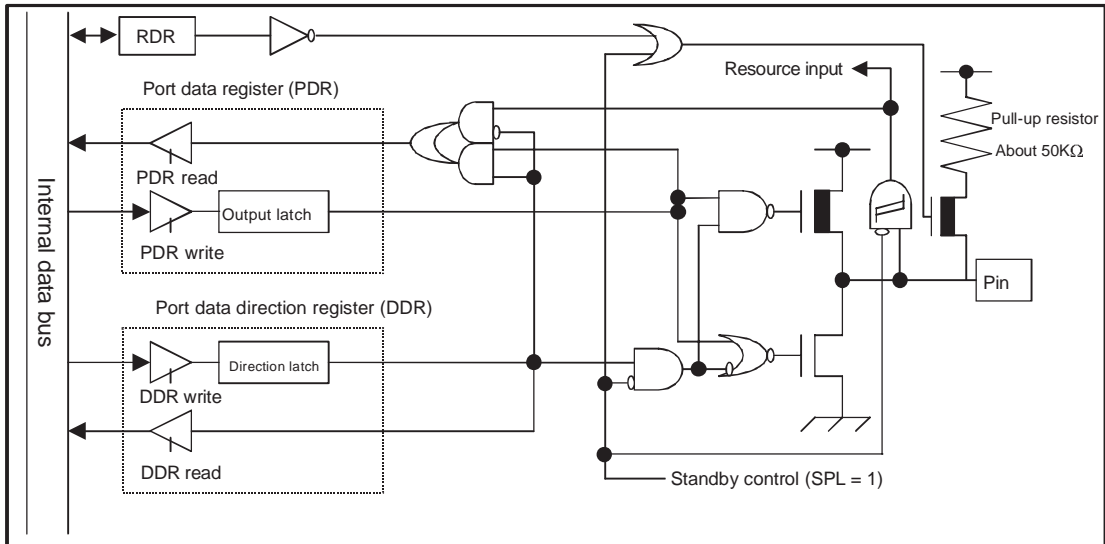 RDR
Resource input
Port data register (PDR)
Pull-up resistor
About 50KΩ
PDR read
Output latch
PDR write
Internal data bus
Pin
Port data direction register (DDR)
Direction latch
DDR write
DDR read
Standby control (SPL = 1)